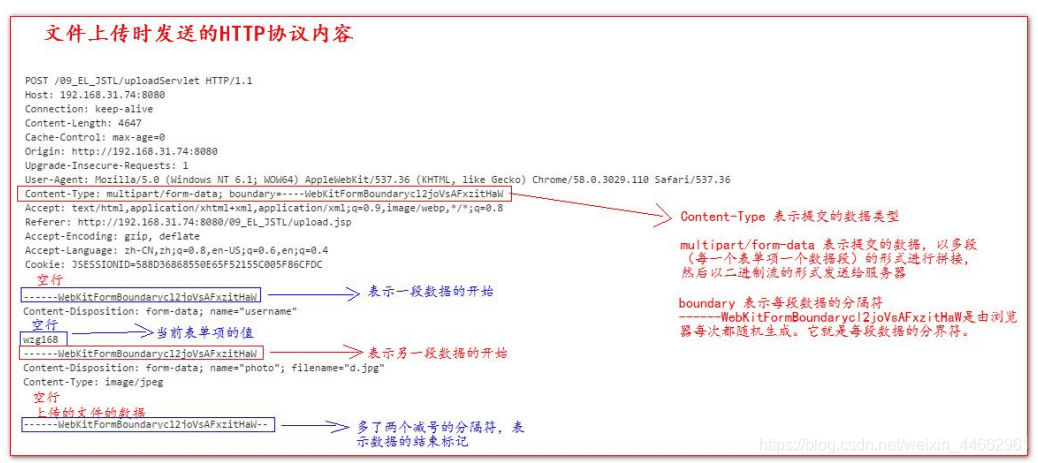 文件上传时发送的HTTP协议内容
POST /09_EL_JSTL/uploadServlet HTTP/1.1
Host: 192.168.31.74:8080
Connection: keep-alive
Content-Length: 4647
Cache-Control: max-age=0
Origin: http://192.168.31.74:8080
Upgrade-Insecure-Requests: 1
User-Agent: Mozilla/5.0 (Windows NT 6.1; WOW64) AppleWebKit/537.36 (KHTML, like Gecko) Chrome/58.0.3029.110 Safari/537.36
Content-Type: multipart/form-data; boundary=----WebKitFormBoundarycl2joVsAFxzitHaW
Accept: text/html,application/xhtml+xml,application/xml;q=0.9,image/webp,*/*;q=0.8
Referer: http://192.168.31.74:8080/09_EL_JSTL/upload.jsp
Accept-Encoding: gzip, deflate
Accept-Language: zh-CN,zh;q=0.8,en-US;q=0.6,en;q=0.4
Cookie: JSESSIONID=588D36868550E65F52155C005F86CFDC
空行
------WebKitFormBoundarycl2joVsAFxzitHaW
表示一段数据的开始
Content-Disposition: form-data; name="username"
空行
wzg168
当前表单项的值
------WebKitFormBoundarycl2joVsAFxzitHaW
表示另一段数据的开始
Content-Disposition: form-data; name="photo"; filename="d.jpg"
Content-Type: image/jpeg
空行
上传的文件的数据
------WebKitFormBoundarycl2joVsAFxzitHaW--
多了两个减号的分隔符，表
示数据的结束标记
Content-Type 表示提交的数据类型
multipart/form-data 表示提交的数据，以多段
（每一个表单项一个数据段）的形式进行拼接，
然后以二进制流的形式发送给服务器
boundary 表示每段数据的分隔符
------WebKitFormBoundarycl2joVsAFxzitHaW是由浏览
器每次都随机生成。它就是每段数据的分界符。
https://blog.csdn.net/weixin_44662961